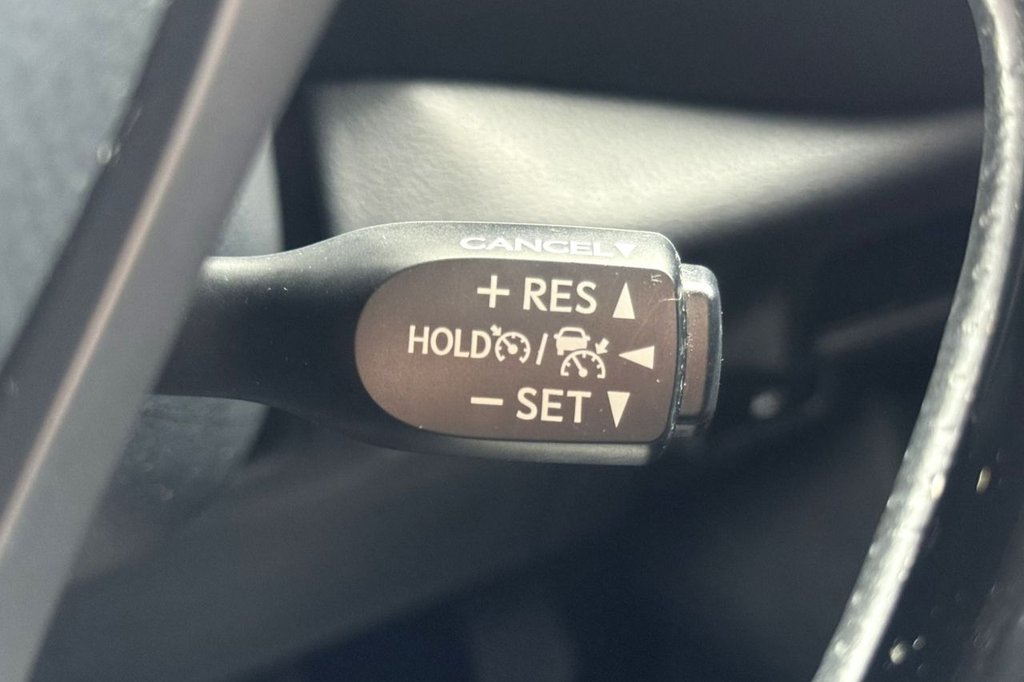 CANCEL▼
+ RES ▲
HOLD / ◀
− SET ▼